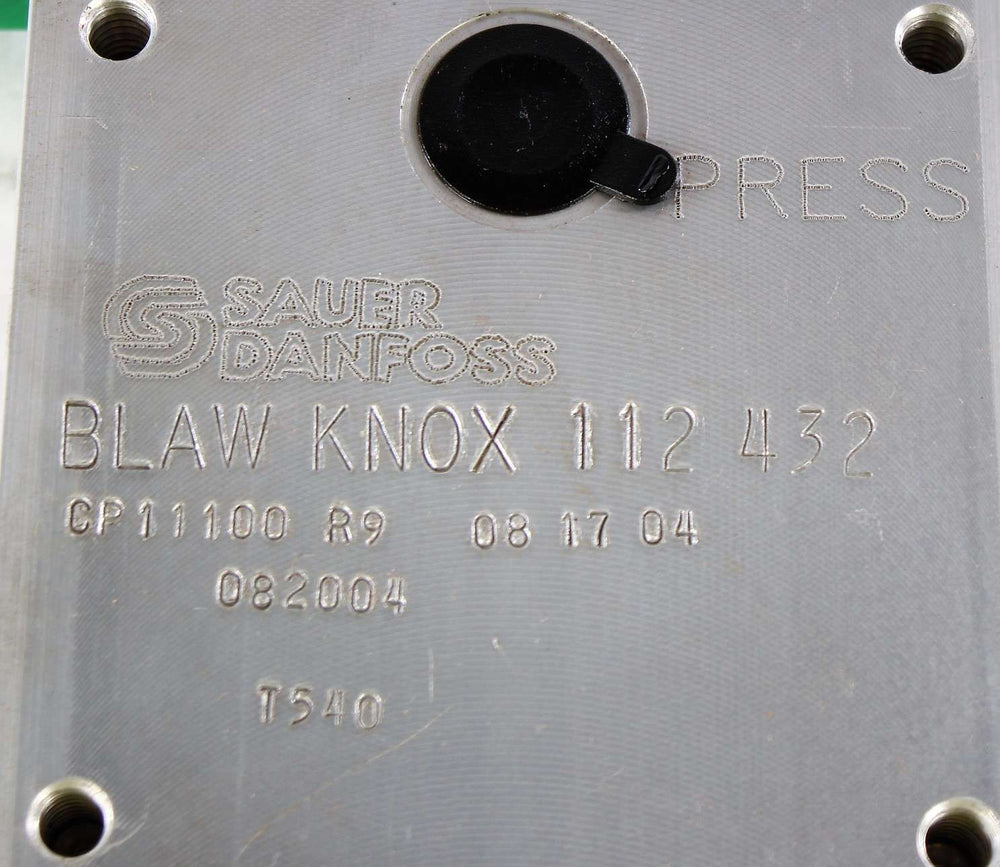 PRESS
SAUER
DANFOSS
BLAW KNOX 112 432
CP11100 R9 08 17 04
082004
T540